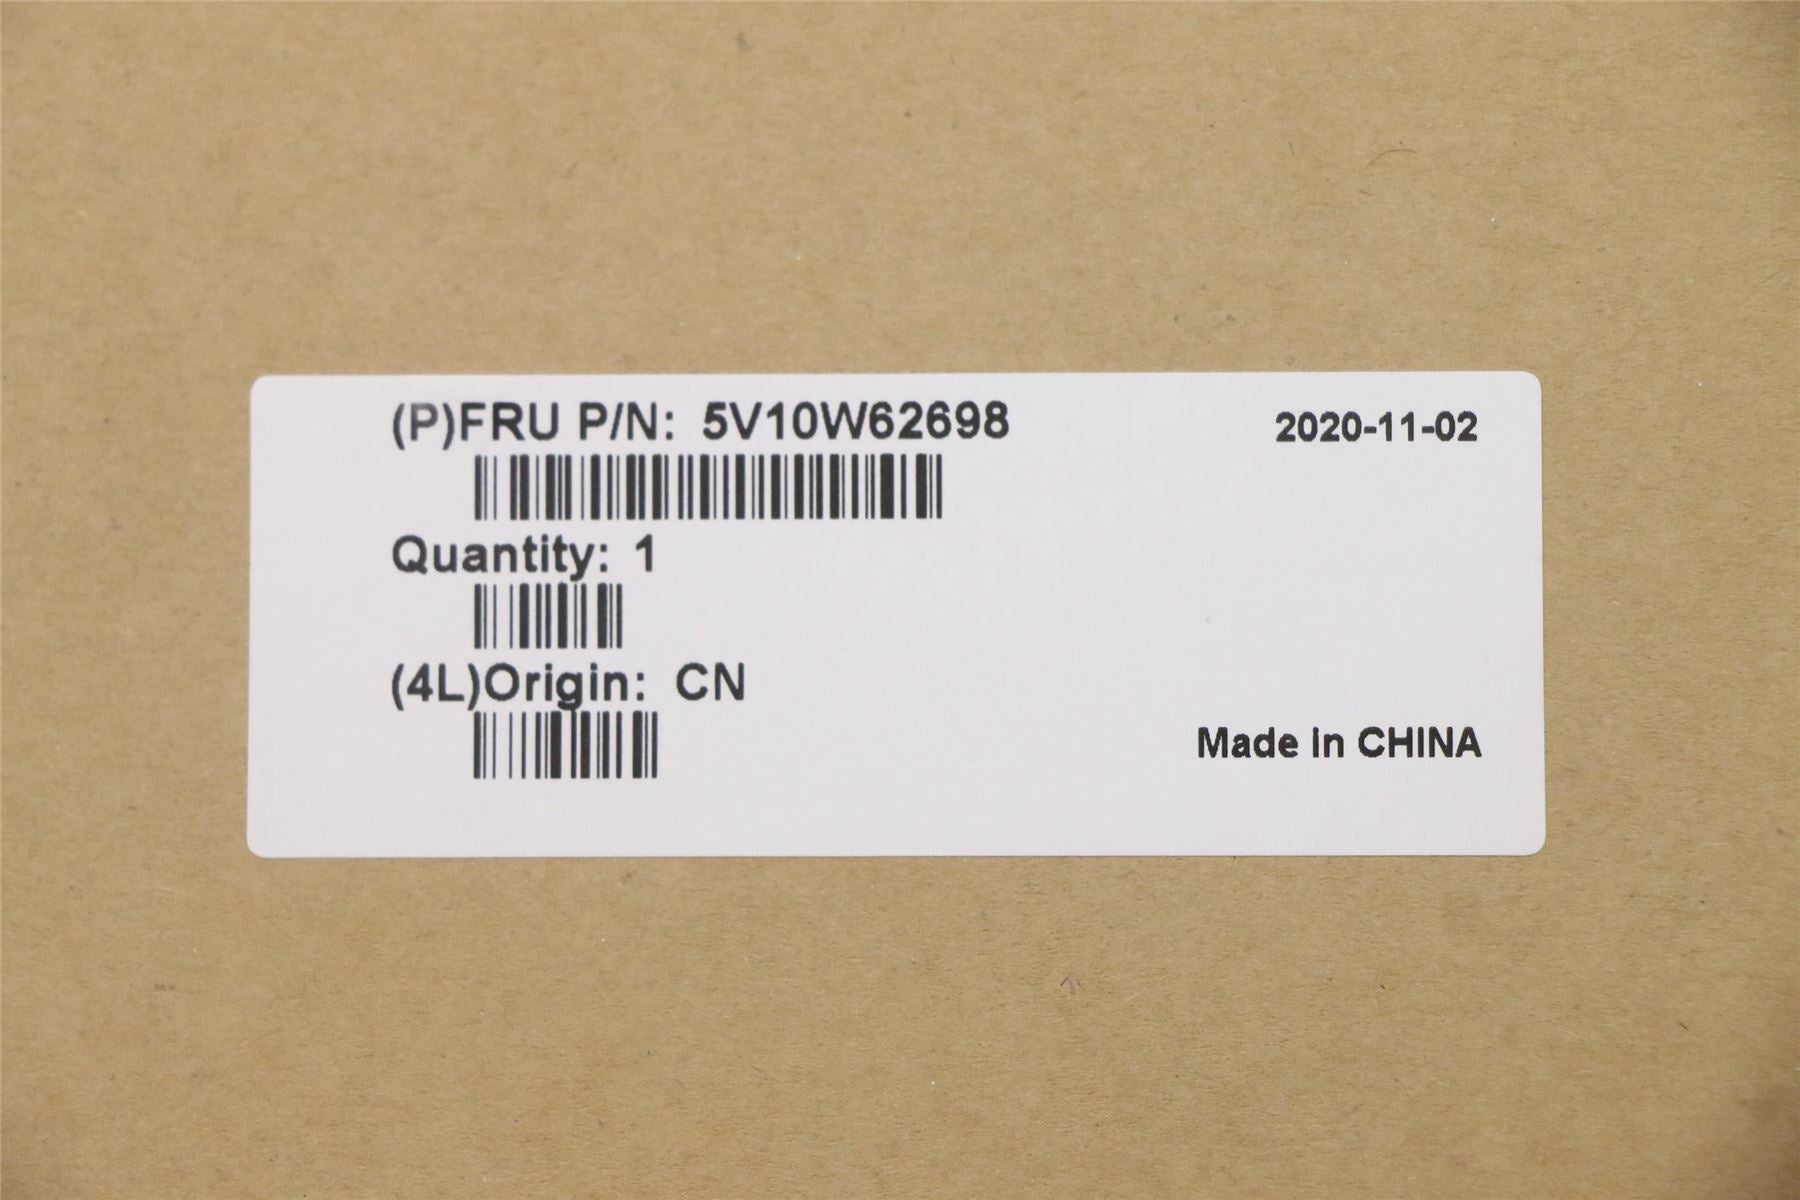 (P)FRU P/N: 5V10W62698
2020-11-02
Quantity: 1
(4L)Origin: CN
Made in CHINA